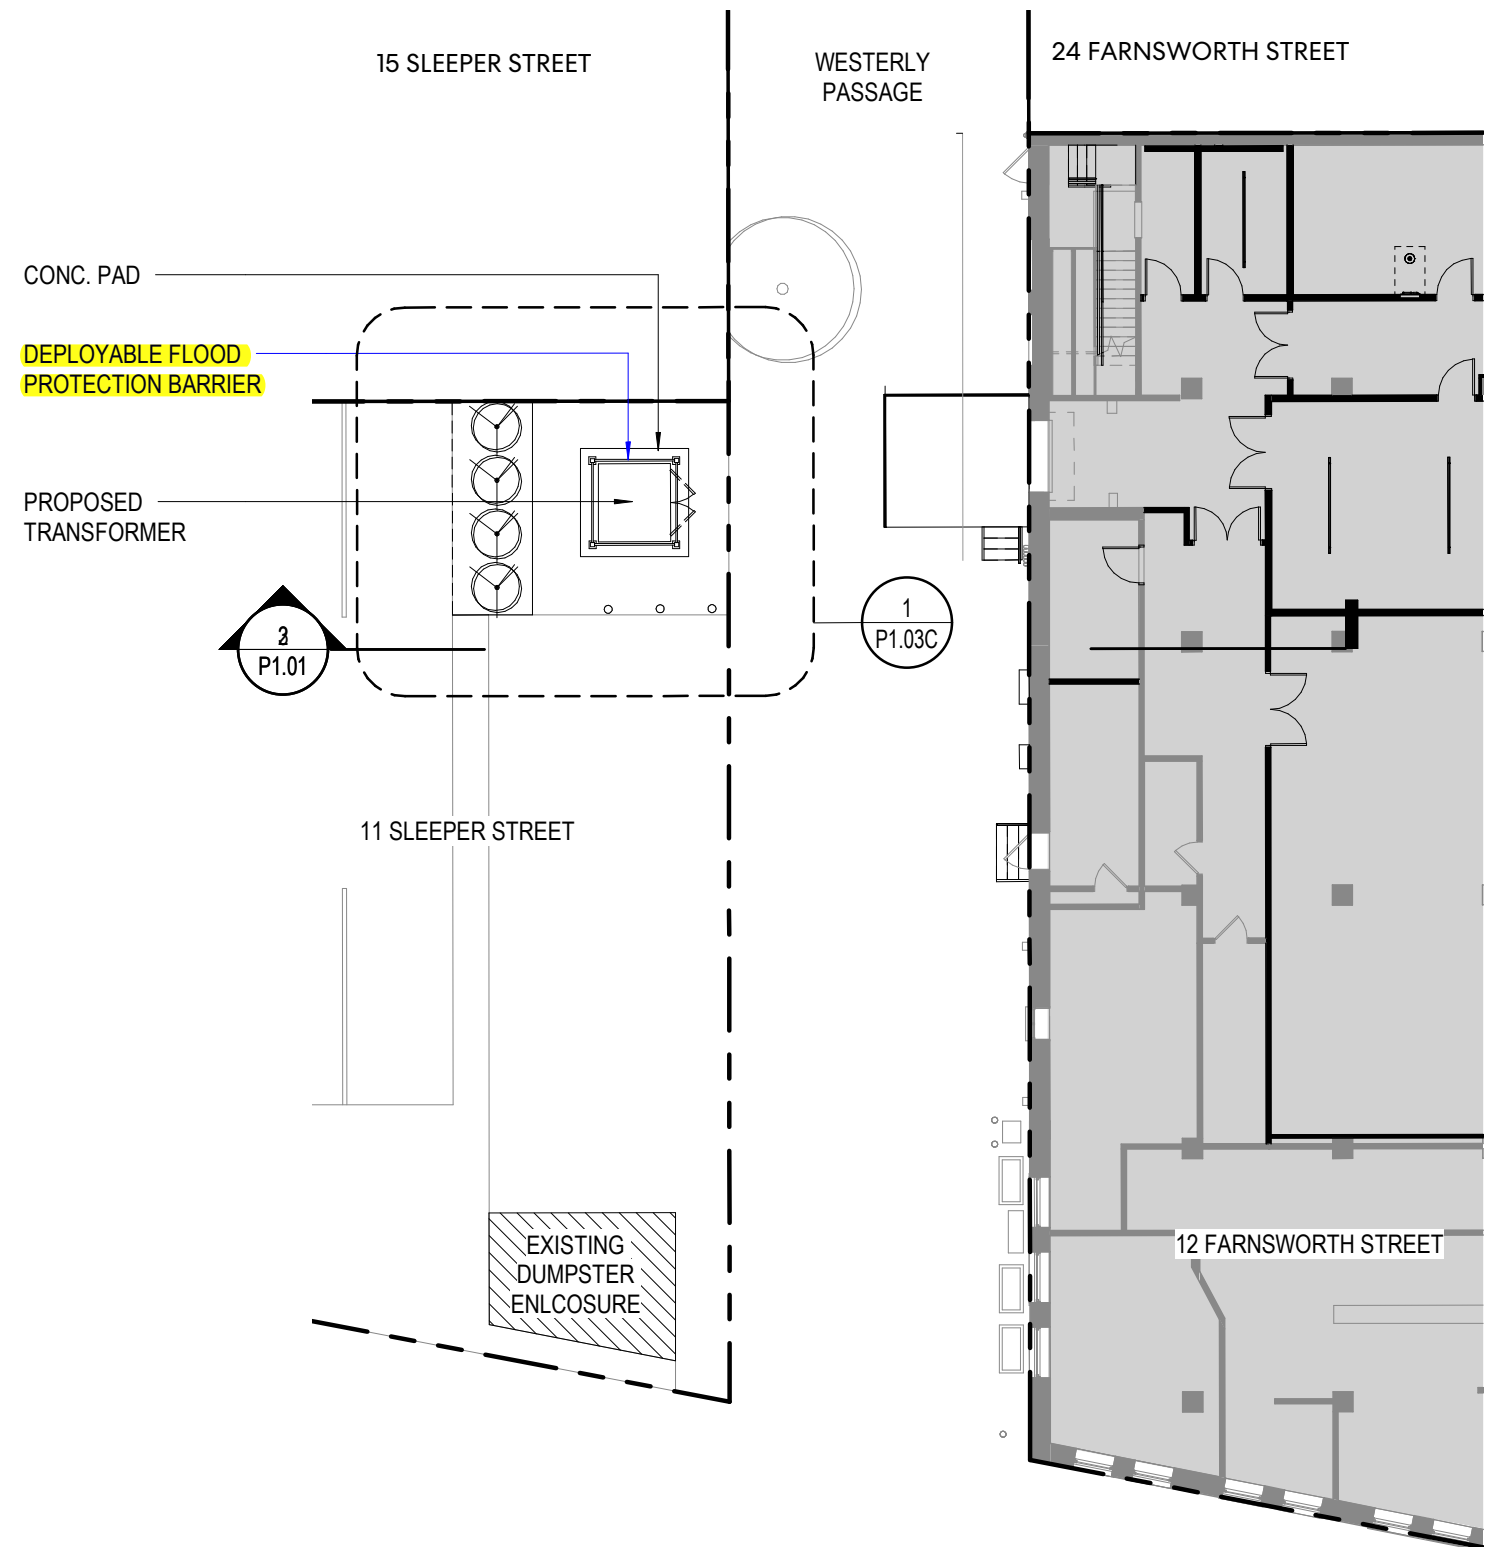 15 SLEEPER STREET
WESTERLY
PASSAGE
24 FARNSWORTH STREET
CONC. PAD
DEPLOYABLE FLOOD
PROTECTION BARRIER
PROPOSED
TRANSFORMER
P1.01
1
P1.03C
11 SLEEPER STREET
EXISTING
DUMPSTER
ENLCOSURE
12 FARNSWORTH STREET